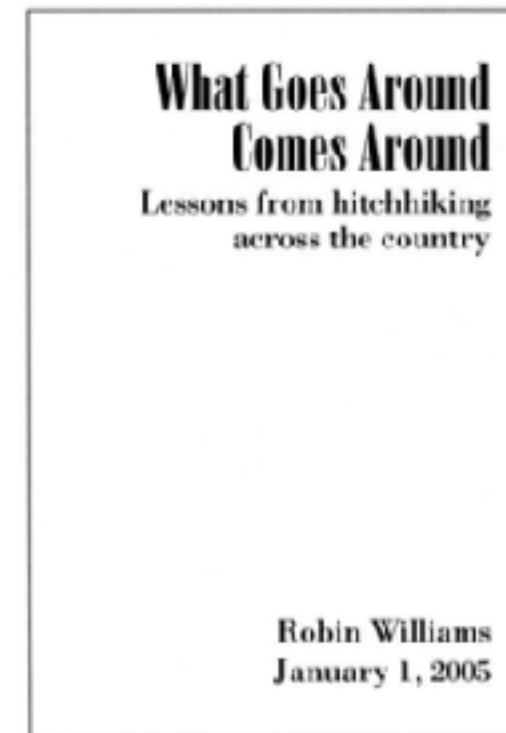 What Goes Around
Comes Around
Lessons from hitchhiking
across the country
Robin Williams
January 1, 2005